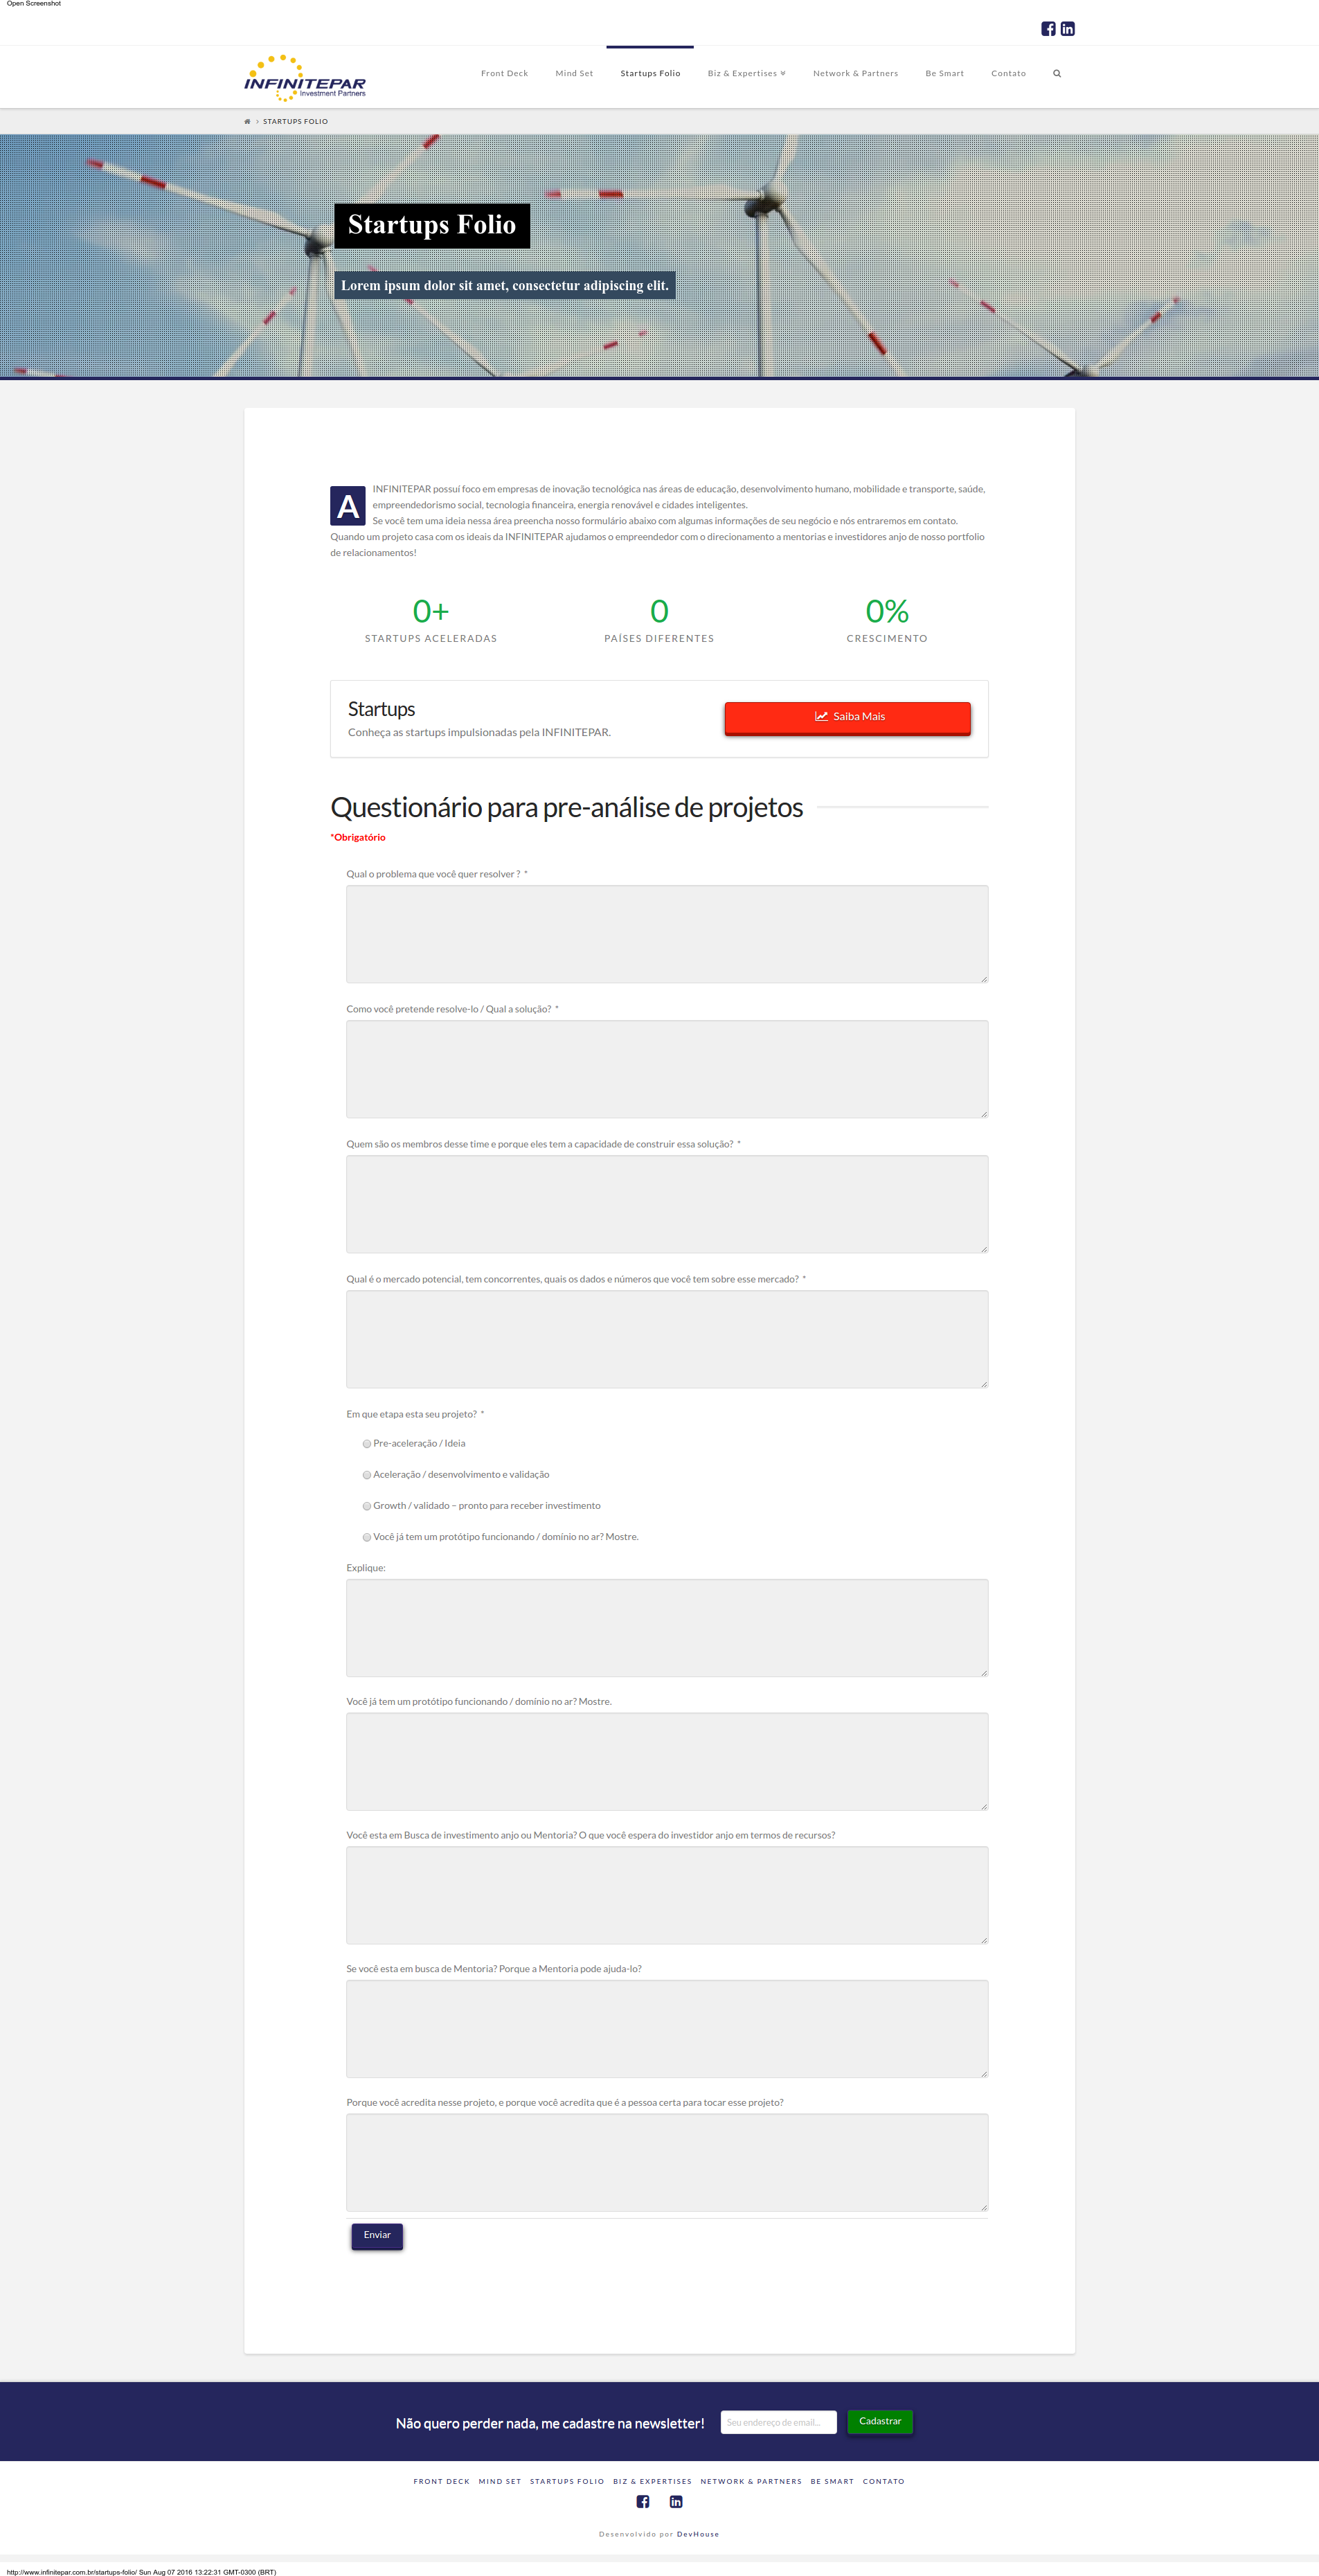 Open Screenshot
INFINITEPAR
Investment Partners
Front Deck
Mind Set
Startups Folio
Biz & Expertises
Network & Partners
Be Smart
Contato
STARTUPS FOLIO
Startups Folio
Lorem ipsum dolor sit amet, consectetur adipiscing elit.
A INFINITEPAR possuí foco em empresas de inovação tecnológica nas áreas de educação, desenvolvimento humano, mobilidade e transporte, saúde,
empreendedorismo social, tecnologia financeira, energia renovável e cidades inteligentes.
Se você tem uma ideia nessa área preencha nosso formulário abaixo com algumas informações de seu negócio e nós entraremos em contato.
Quando um projeto casa com os ideais da INFINITEPAR ajudamos o empreendedor com o direcionamento a mentorias e investidores anjo de nosso portfolio
de relacionamentos!
0+
STARTUPS ACELERADAS
0
PAÍSES DIFERENTES
0%
CRESCIMENTO
Startups
Conheça as startups impulsionadas pela INFINITEPAR.
Saiba Mais
Questionário para pre-análise de projetos
*Obrigatório
Qual o problema que você quer resolver ? *
Como você pretende resolve-lo / Qual a solução? *
Quem são os membros desse time e porque eles tem a capacidade de construir essa solução? *
Qual é o mercado potencial, tem concorrentes, quais os dados e números que você tem sobre esse mercado? *
Em que etapa esta seu projeto? *
Pre-aceleração / Ideia
Aceleração / desenvolvimento e validação
Growth / validado – pronto para receber investimento
Você já tem um protótipo funcionando / domínio no ar? Mostre.
Explique:
Você já tem um protótipo funcionando / domínio no ar? Mostre.
Você esta em Busca de investimento anjo ou Mentoria? O que você espera do investidor anjo em termos de recursos?
Se você esta em busca de Mentoria? Porque a Mentoria pode ajuda-lo?
Porque você acredita nesse projeto, e porque você acredita que é a pessoa certa para tocar esse projeto?
Enviar
Não quero perder nada, me cadastre na newsletter!
Seu endereço de email...
Cadastrar
FRONT DECK MIND SET STARTUPS FOLIO BIZ & EXPERTISES NETWORK & PARTNERS BE SMART CONTATO
Desenvolvido por DevHouse
http://www.infinitepar.com.br/startups-folio/ Sun Aug 07 2016 13:22:31 GMT-0300 (BRT)